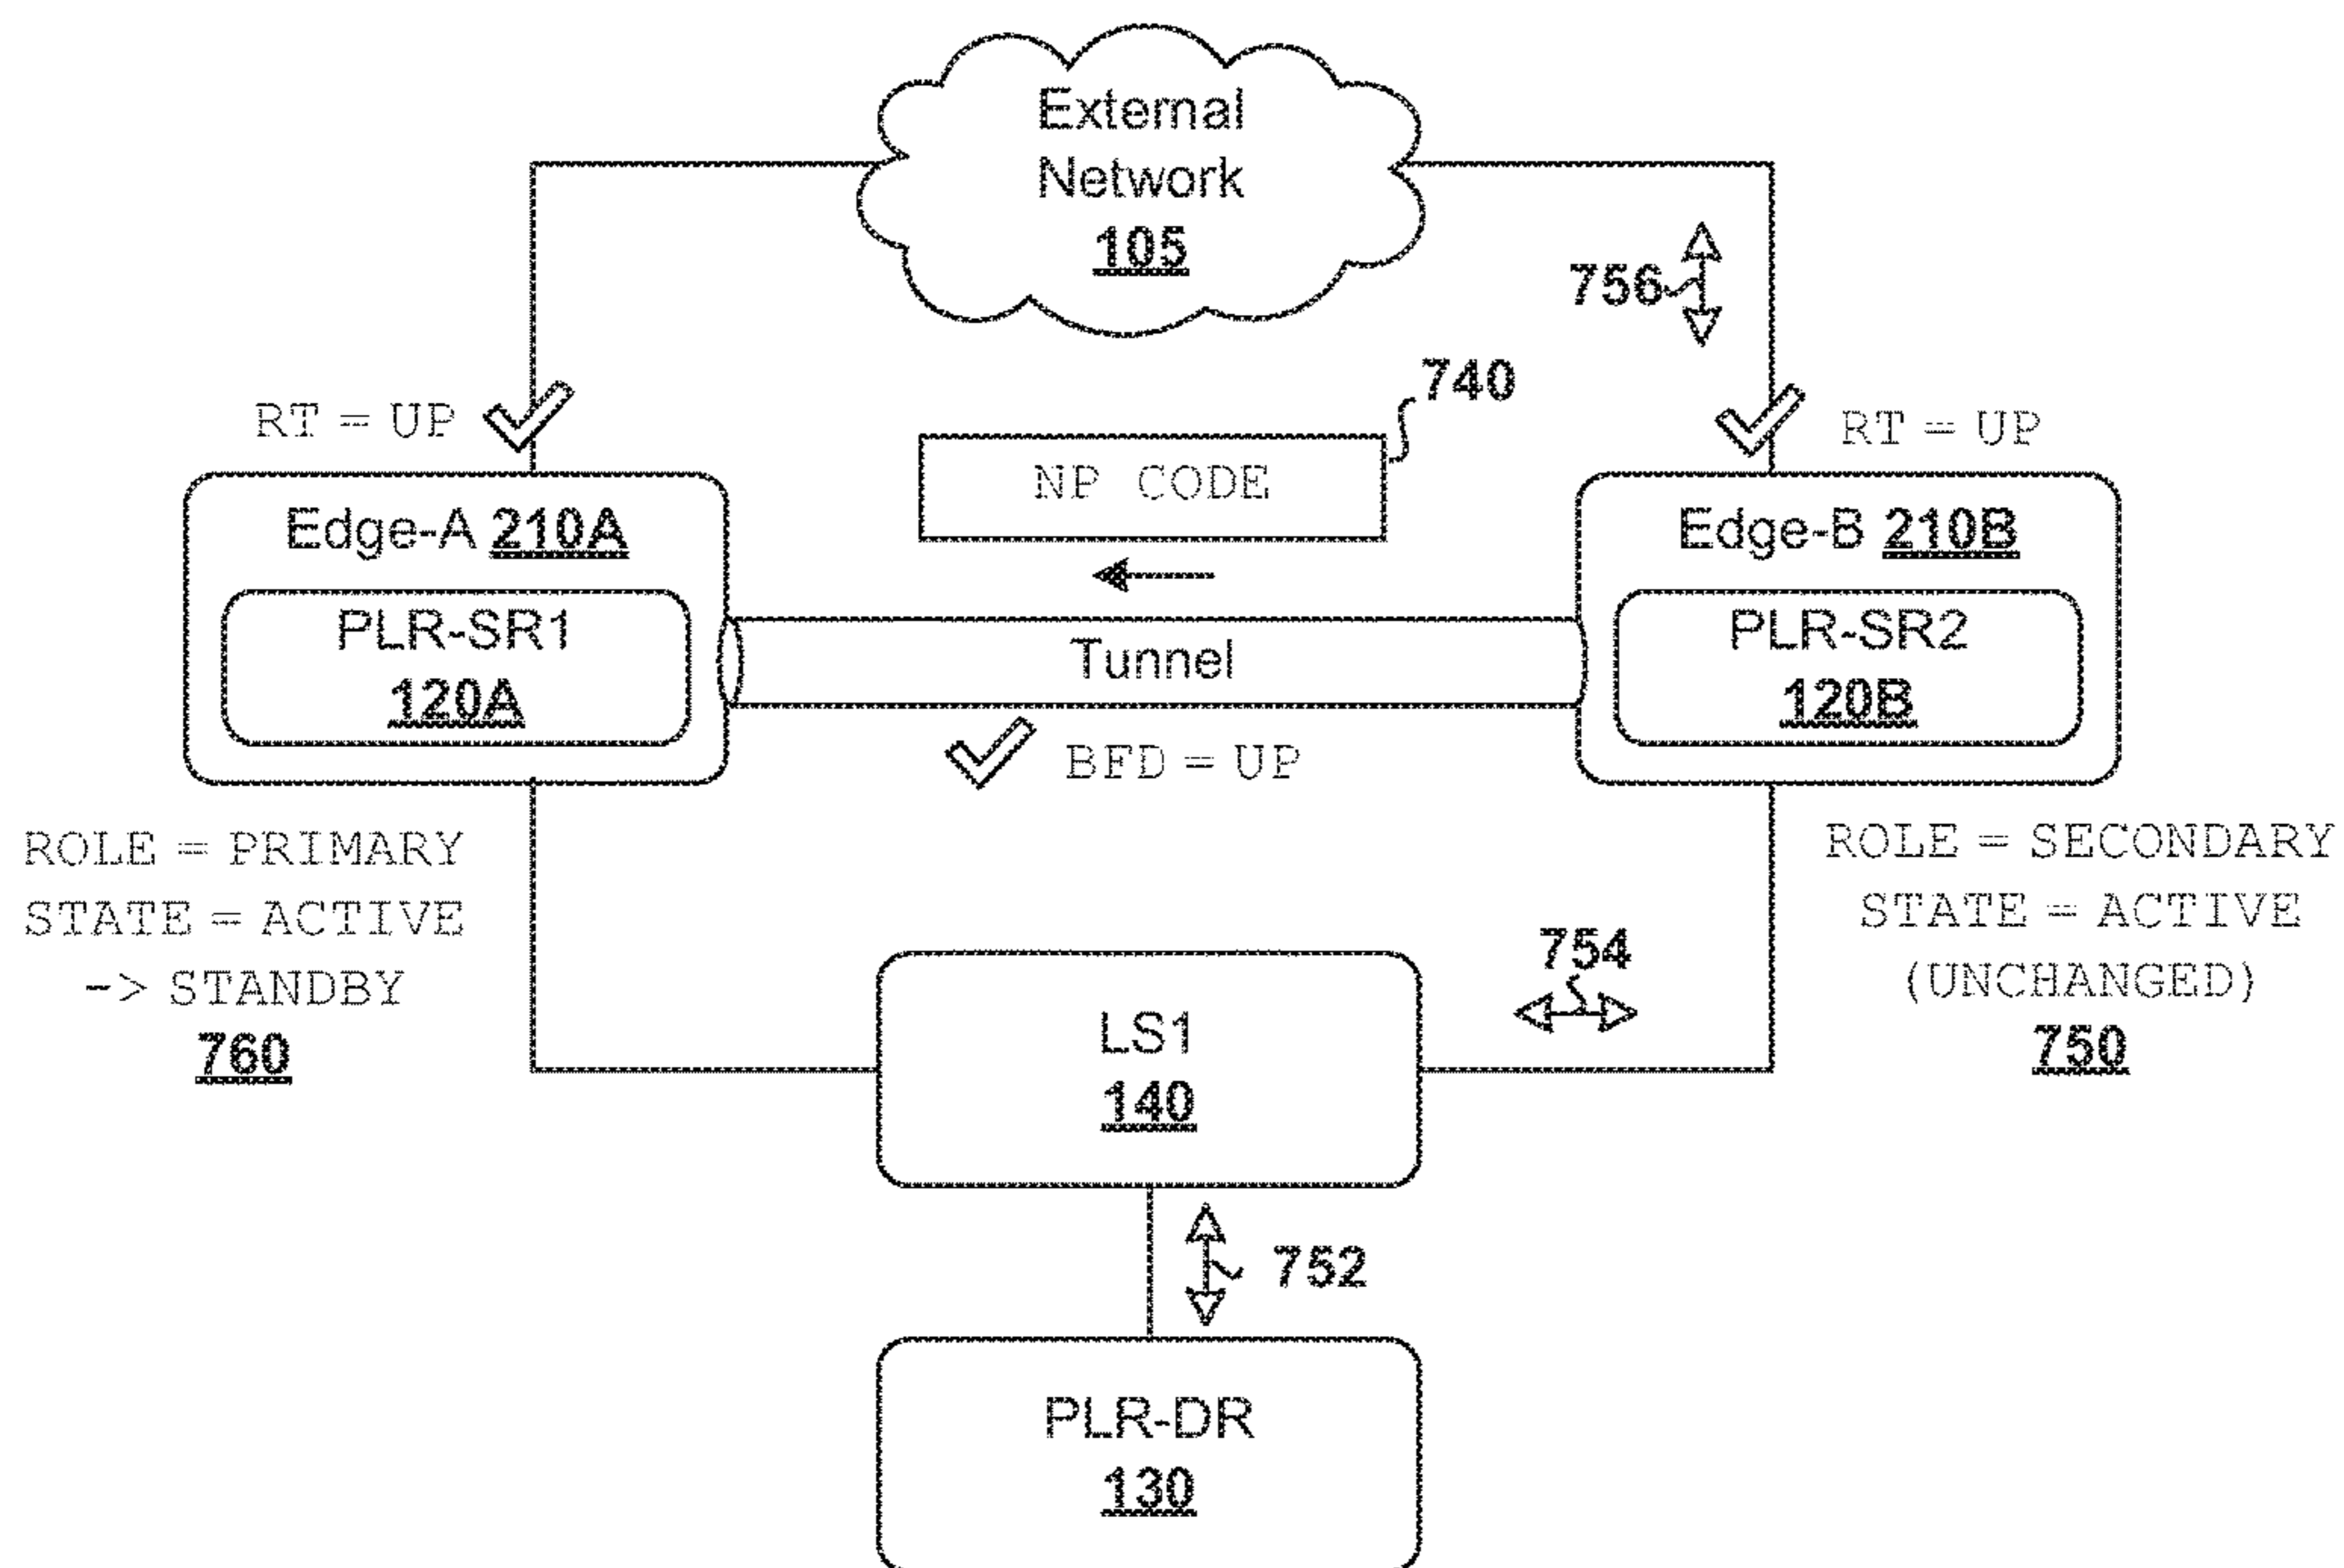 External
Network
105
756
740
RT = UP
NP CODE
RT = UP
Edge-A 210A
PLR-SR1
120A
Tunnel
Edge-B 210B
PLR-SR2
120B
BFD = UP
ROLE = PRIMARY
STATE = ACTIVE
-> STANDBY
760
ROLE = SECONDARY
STATE = ACTIVE
(UNCHANGED)
750
754
LS1
140
752
PLR-DR
130